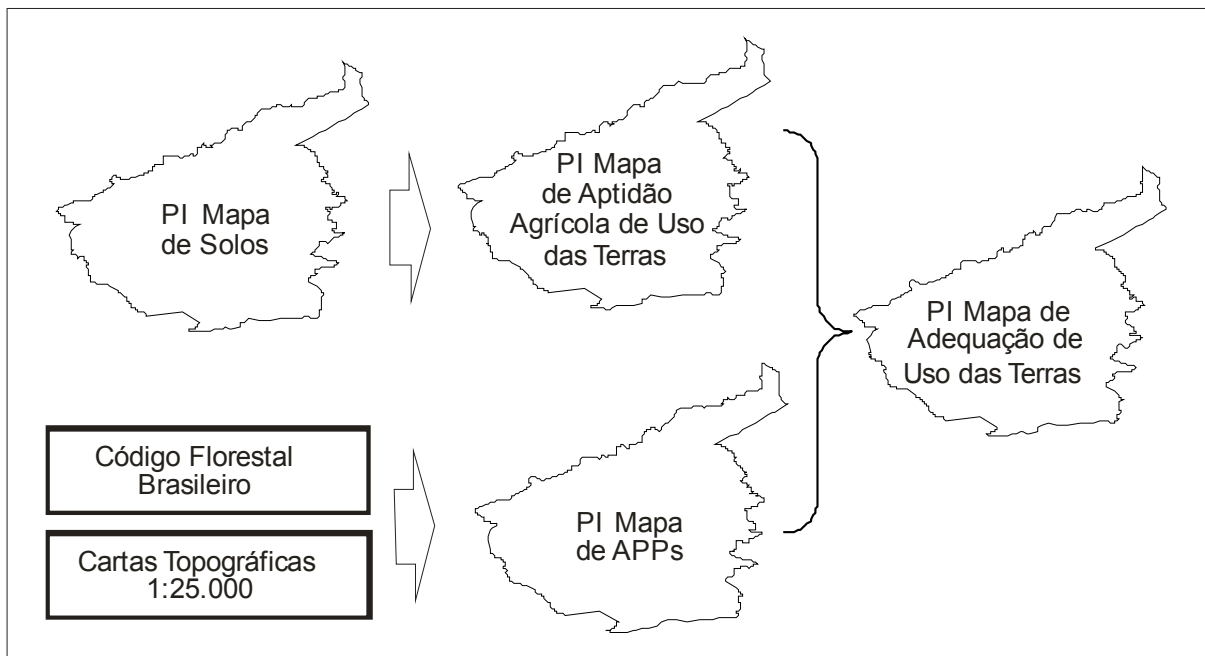 PI Mapa
de Solos
PI Mapa
de Aptidão
Agrícola de Uso
das Terras
Código Florestal
Brasileiro
Cartas Topográficas
1:25.000
PI Mapa
de APPs
PI Mapa de
Adequação de
Uso das Terras